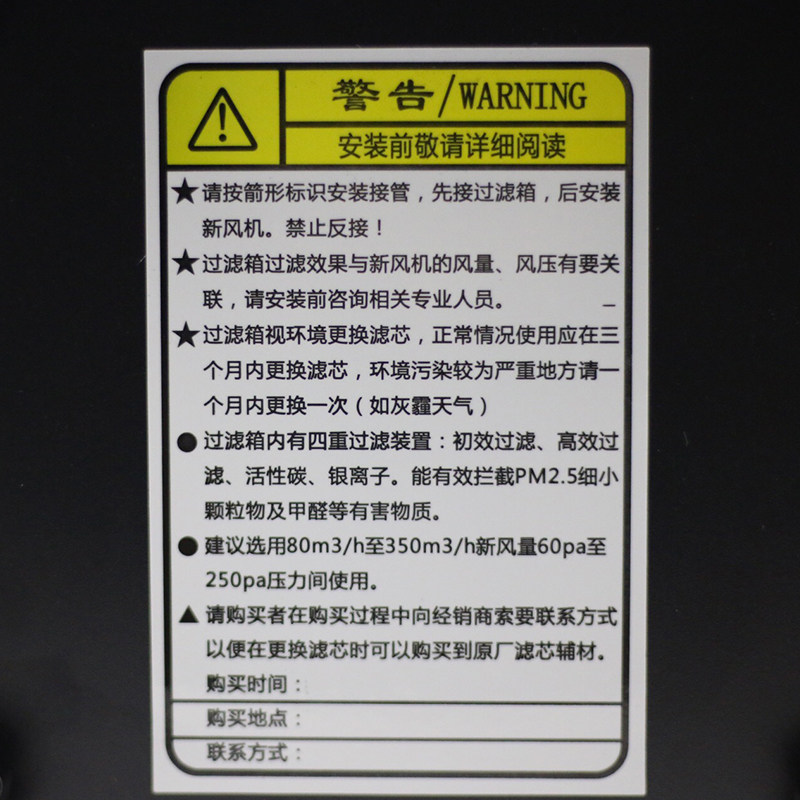 警告/WARNING
安装前敬请详细阅读
★请按箭形标识安装接管，先接过滤箱，后安装
新风机。禁止反接！
★过滤箱过滤效果与新风机的风量、风压有要关
联，请安装前咨询相关专业人员。
★过滤箱视环境更换滤芯，正常情况使用应在三
个月内更换滤芯，环境污染较为严重地方请一
个月内更换一次（如灰霾天气）
●过滤箱内有四重过滤装置：初效过滤、高效过
滤、活性碳、银离子。能有效拦截PM2.5细小
颗粒物及甲醛等有害物质。
●建议选用80m3/h至350m3/h新风量60pa至
250pa压力间使用。
▲请购买者在购买过程中向经销商索要联系方式
以便在更换滤芯时可以购买到原厂滤芯辅材。
购买时间：
购买地点：
联系方式：